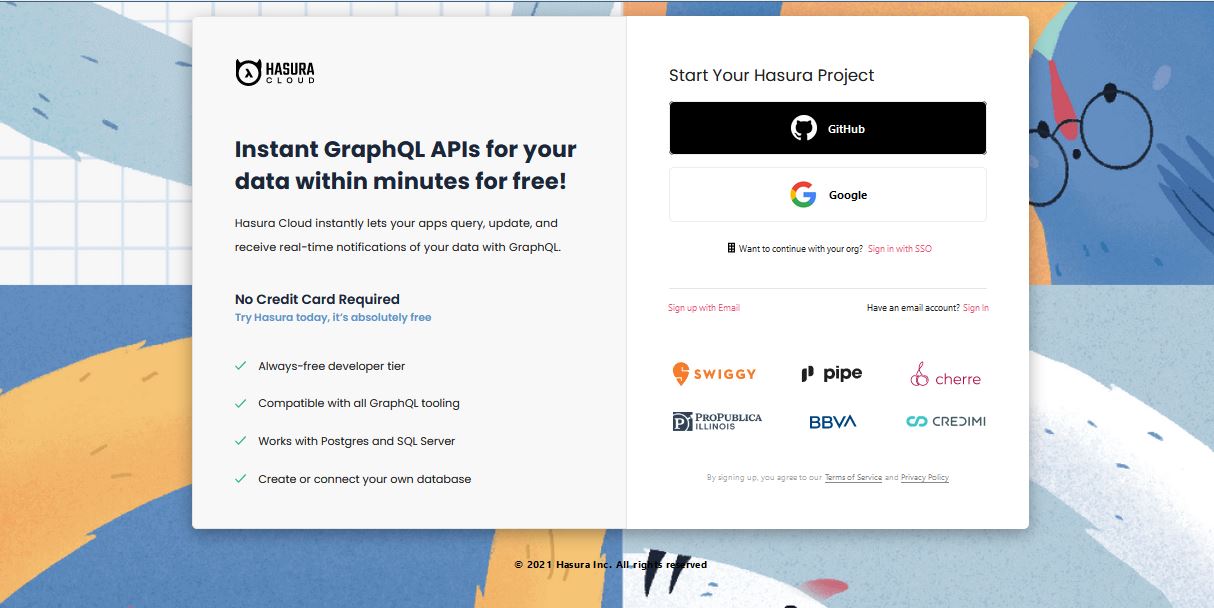 HASURA
CLOUD
Instant GraphQL APIs for your
data within minutes for free!
Hasura Cloud instantly lets your apps query, update, and
receive real-time notifications of your data with GraphQL.
No Credit Card Required
Try Hasura today, it’s absolutely free
Always-free developer tier
Compatible with all GraphQL tooling
Works with Postgres and SQL Server
Create or connect your own database
Start Your Hasura Project
GitHub
Google
Want to continue with your org? Sign in with SSO
Sign up with Email Have an email account? Sign In
SWIGGY pipe cherre
PROPUBLICA
ILLINOIS
BBVA CREDIMI
By signing up, you agree to our Terms of Service and Privacy Policy
© 2021 Hasura Inc. All rights reserved